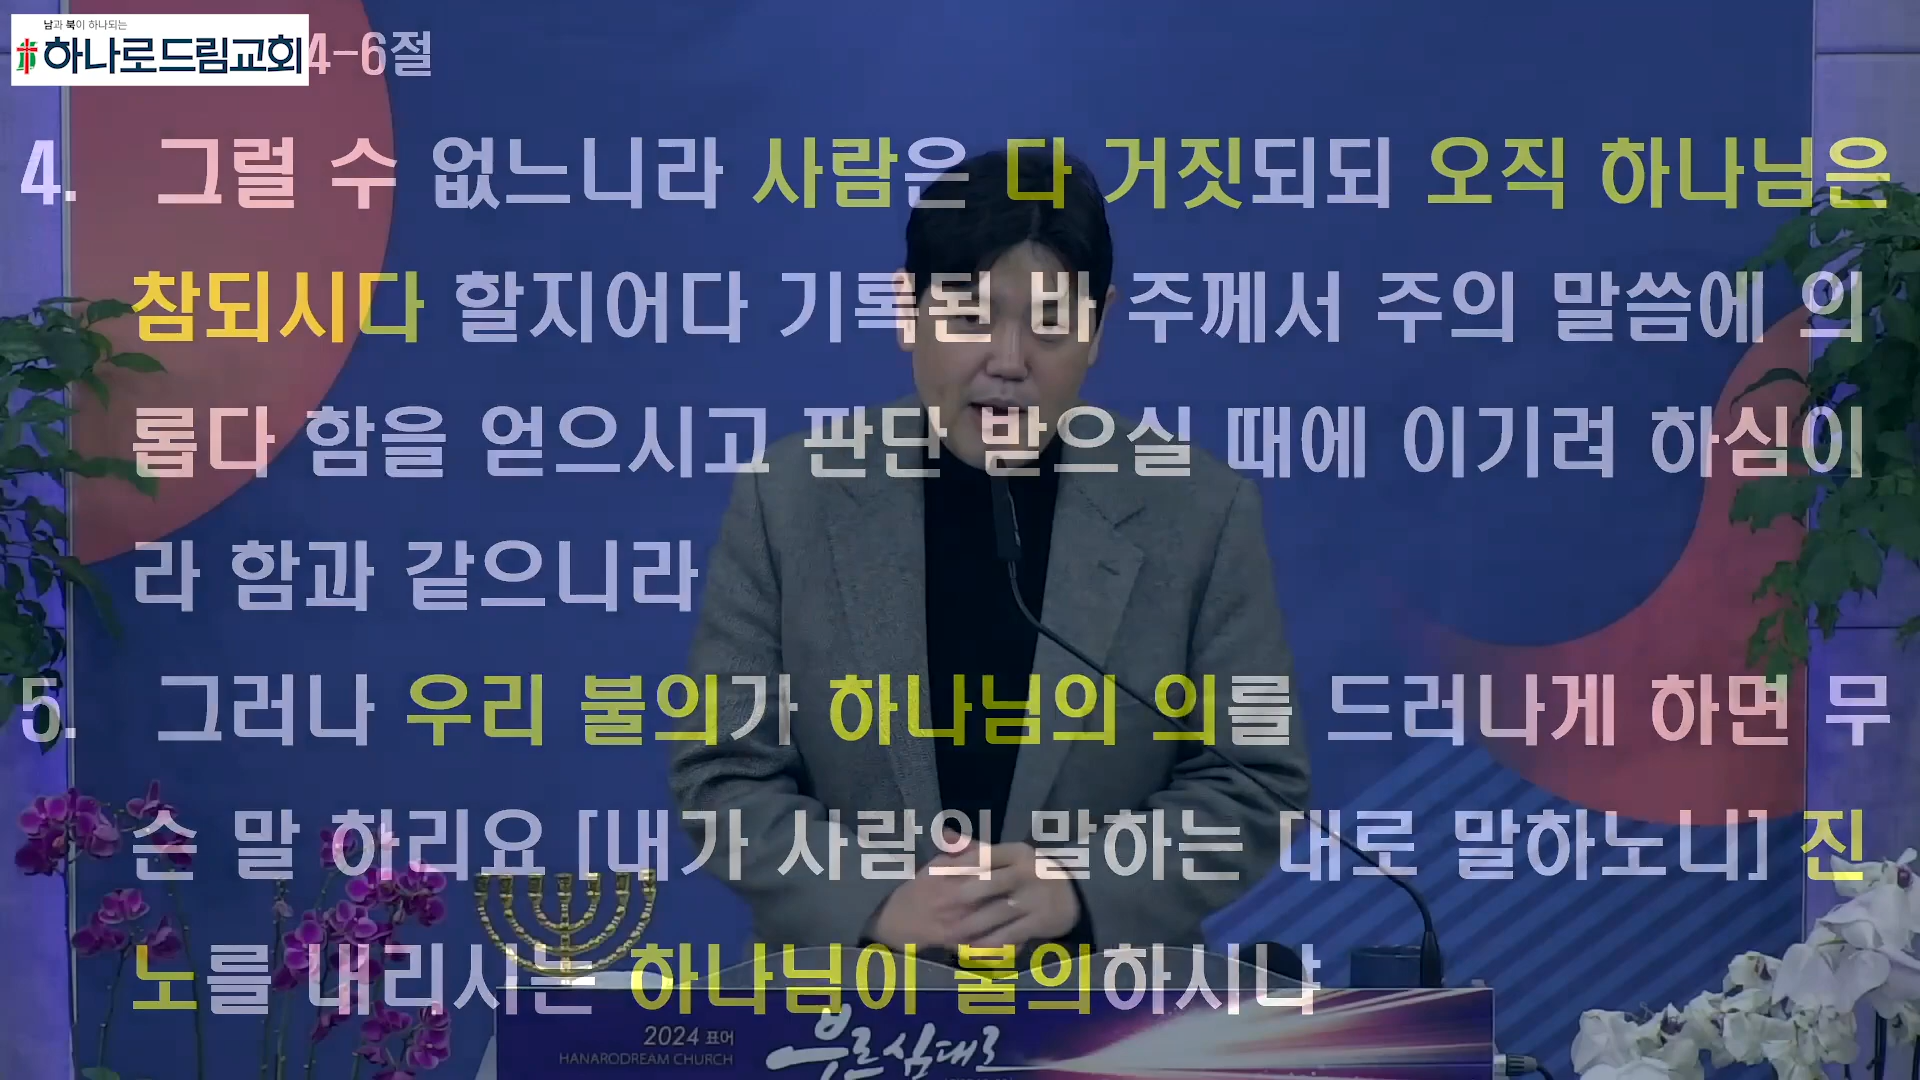 남과 북이 하나되는
하나로드림교회
4-6절
4. 그럴 수 없느니라 사람은 다 거짓되되 오직 하나님은
참되시다 할지어다 기록된 바 주께서 주의 말씀에 의
롭다 함을 얻으시고 판단 받으실 때에 이기려 하심이
라 함과 같으니라
5. 그러나 우리 불의가 하나님의 의를 드러나게 하면 무
슨 말 하리요 [내가 사람의 말하는 대로 말하노니] 진
노를 내리시는 하나님이 불의하시냐
2024 표어
HANARODREAM CHURCH
부르심대로